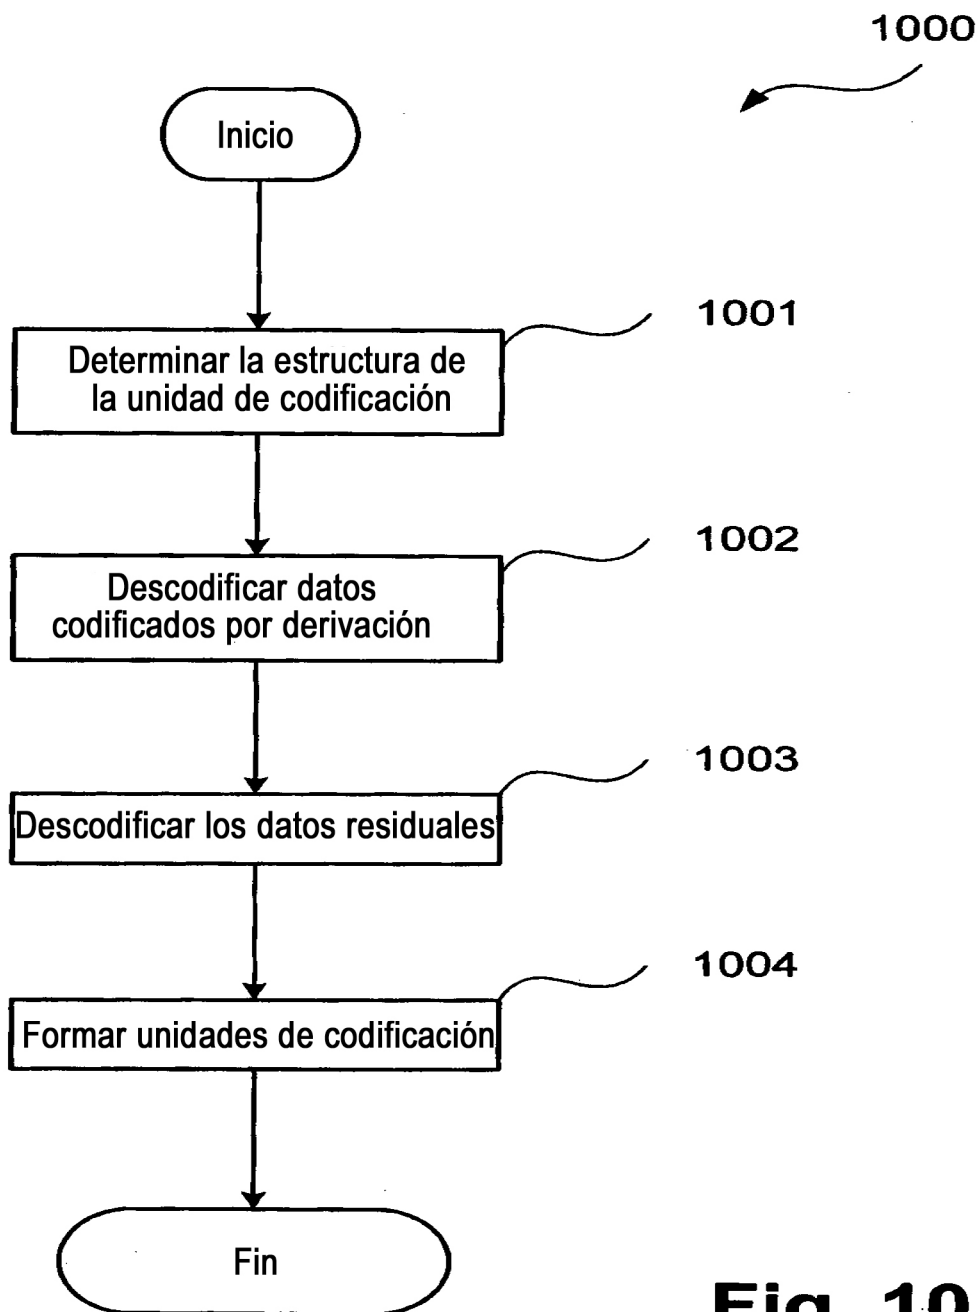 1000
Inicio
1001
Determinar la estructura de
la unidad de codificación
1002
Descodificar datos
codificados por derivación
1003
Descodificar los datos residuales
1004
Formar unidades de codificación
Fin
Fig. 10